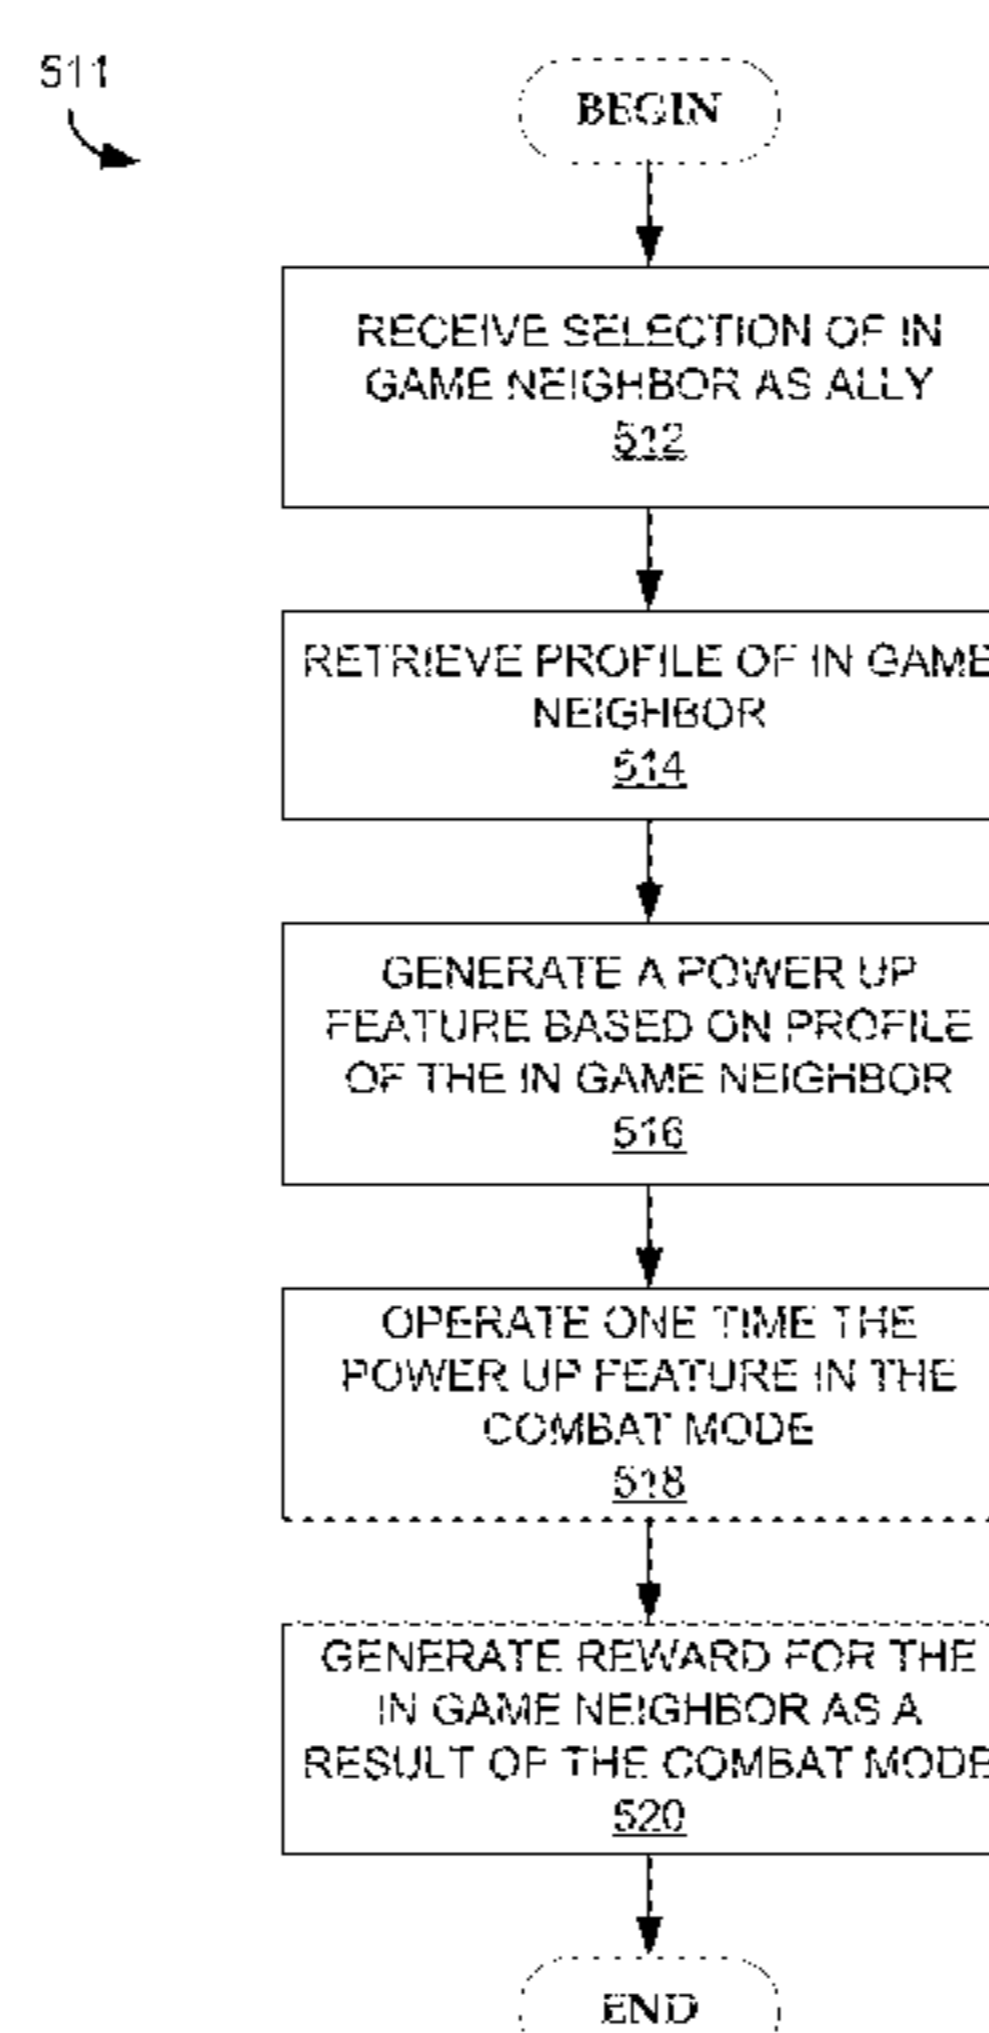 511
BEGIN
RECEIVE SELECTION OF IN
GAME NEIGHBOR AS ALLY
512
RETRIEVE PROFILE OF IN GAME
NEIGHBOR
514
GENERATE A POWER UP
FEATURE BASED ON PROFILE
OF THE IN GAME NEIGHBOR
516
OPERATE ONE TIME THE
POWER UP FEATURE IN THE
COMBAT MODE
518
GENERATE REWARD FOR THE
IN GAME NEIGHBOR AS A
RESULT OF THE COMBAT MODE
520
END